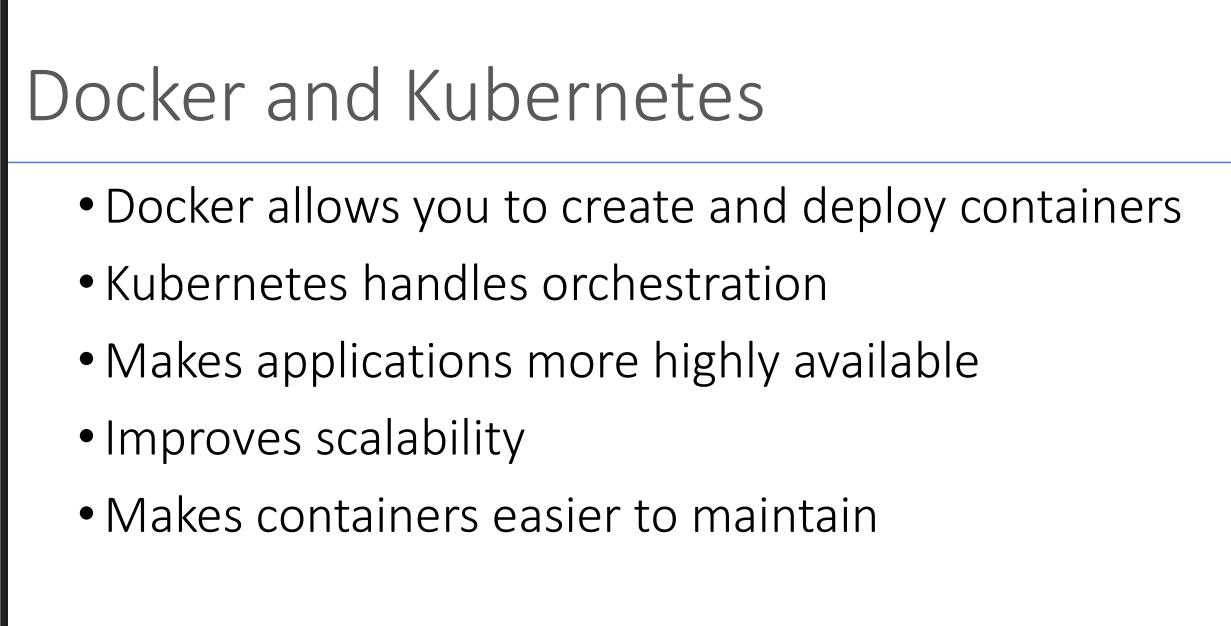 Docker and Kubernetes
• Docker allows you to create and deploy containers
• Kubernetes handles orchestration
• Makes applications more highly available
• Improves scalability
• Makes containers easier to maintain